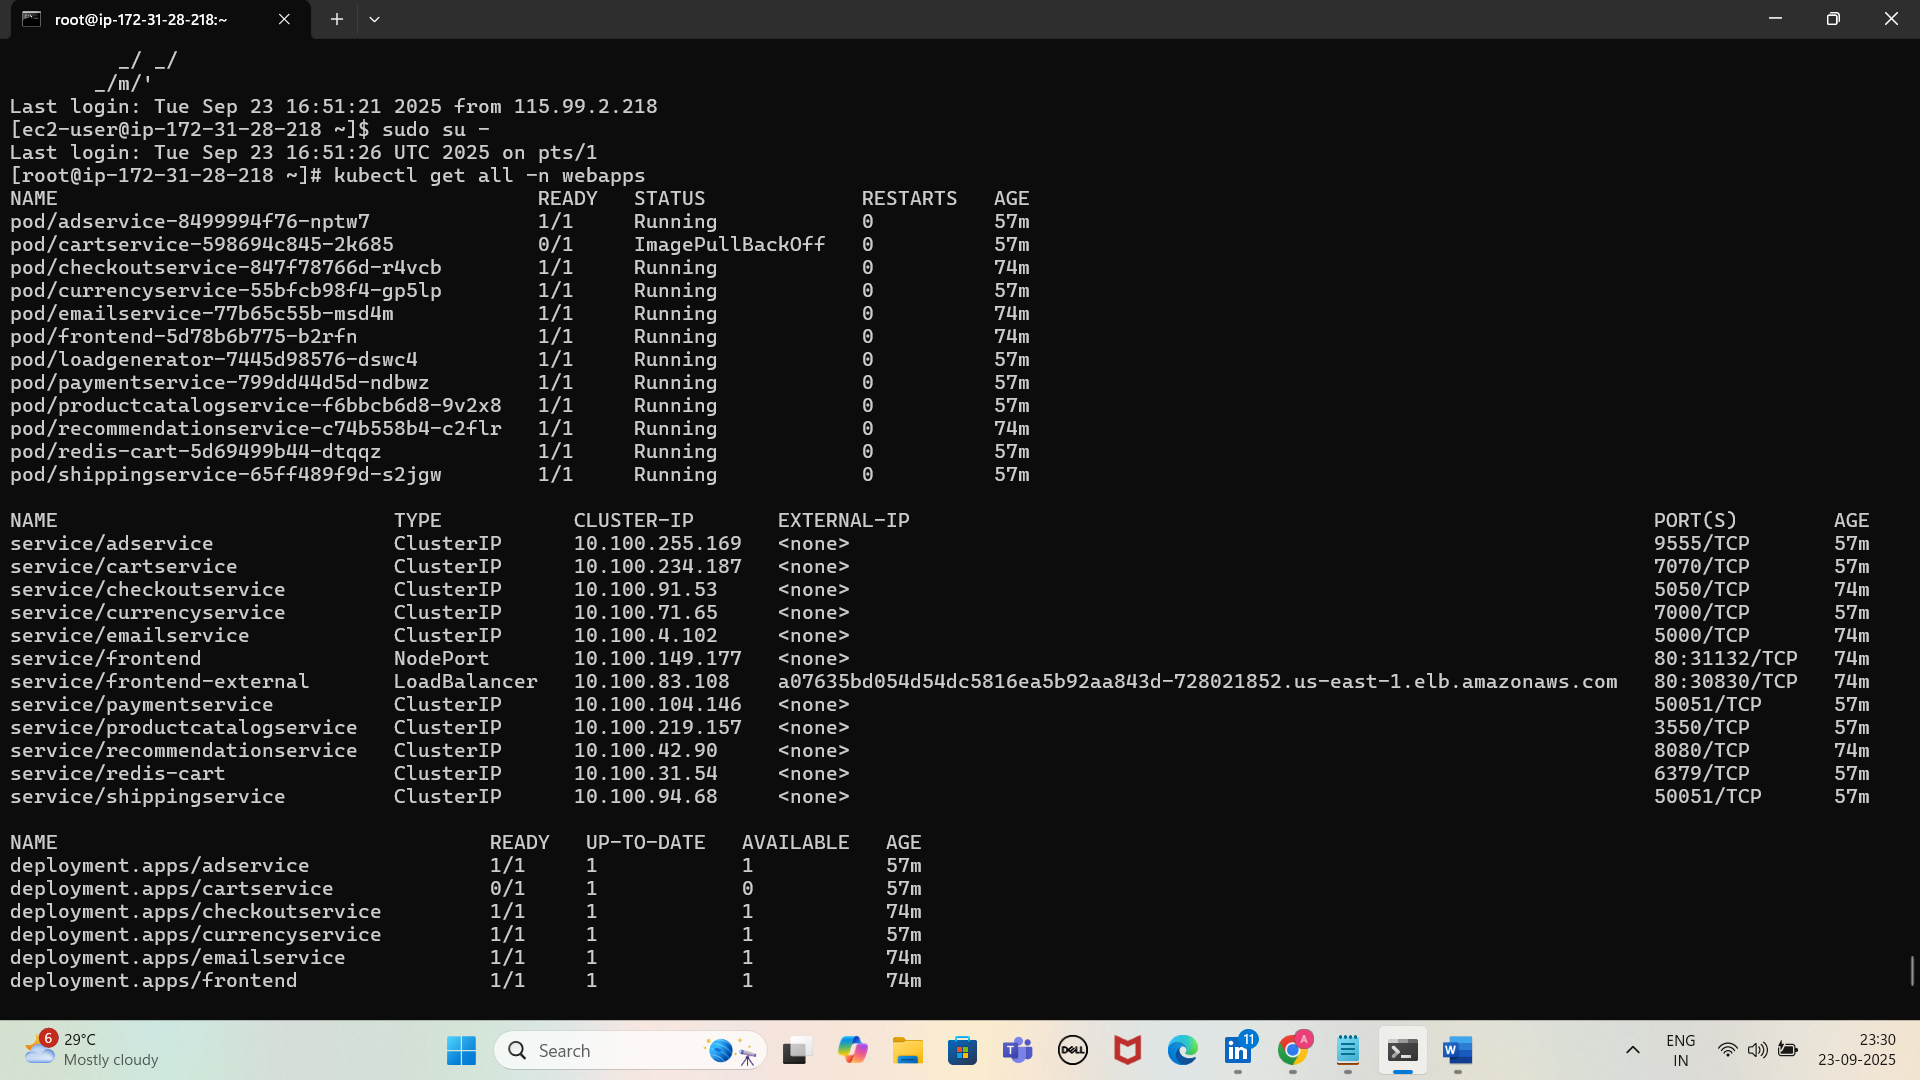 root@ip-172-31-28-218:~
_/ _/
_/m/'
Last login: Tue Sep 23 16:51:21 2025 from 115.99.2.218
[ec2-user@ip-172-31-28-218 ~]$ sudo su -
Last login: Tue Sep 23 16:51:26 UTC 2025 on pts/1
[root@ip-172-31-28-218 ~]# kubectl get all -n webapps
NAME READY STATUS RESTARTS AGE
pod/adservice-8499994f76-nptw7 1/1 Running 0 57m
pod/cartservice-598694c845-2k685 0/1 ImagePullBackOff 0 57m
pod/checkoutservice-847f78766d-r4vcb 1/1 Running 0 74m
pod/currencyservice-55bfcb98f4-gp5lp 1/1 Running 0 57m
pod/emailservice-77b65c55b-msd4m 1/1 Running 0 74m
pod/frontend-5d78b6b775-b2rfn 1/1 Running 0 74m
pod/loadgenerator-7445d98576-dswc4 1/1 Running 0 57m
pod/paymentservice-799dd44d5d-ndbwz 1/1 Running 0 57m
pod/productcatalogservice-f6bbcb6d8-9v2x8 1/1 Running 0 57m
pod/recommendationservice-c74b558b4-c2flr 1/1 Running 0 74m
pod/redis-cart-5d69499b44-dtqqz 1/1 Running 0 57m
pod/shippingservice-65ff489f9d-s2jgw 1/1 Running 0 57m
NAME TYPE CLUSTER-IP EXTERNAL-IP PORT(S) AGE
service/adservice ClusterIP 10.100.255.169 <none> 9555/TCP 57m
service/cartservice ClusterIP 10.100.234.187 <none> 7070/TCP 57m
service/checkoutservice ClusterIP 10.100.91.53 <none> 5050/TCP 74m
service/currencyservice ClusterIP 10.100.71.65 <none> 7000/TCP 57m
service/emailservice ClusterIP 10.100.4.102 <none> 5000/TCP 74m
service/frontend NodePort 10.100.149.177 <none> 80:31132/TCP 74m
service/frontend-external LoadBalancer 10.100.83.108 a07635bd054d54dc5816ea5b92aa843d-728021852.us-east-1.elb.amazonaws.com 80:30830/TCP 74m
service/paymentservice ClusterIP 10.100.104.146 <none> 50051/TCP 57m
service/productcatalogservice ClusterIP 10.100.219.157 <none> 3550/TCP 57m
service/recommendationservice ClusterIP 10.100.42.90 <none> 8080/TCP 74m
service/redis-cart ClusterIP 10.100.31.54 <none> 6379/TCP 57m
service/shippingservice ClusterIP 10.100.94.68 <none> 50051/TCP 57m
NAME READY UP-TO-DATE AVAILABLE AGE
deployment.apps/adservice 1/1 1 1 57m
deployment.apps/cartservice 0/1 1 0 57m
deployment.apps/checkoutservice 1/1 1 1 74m
deployment.apps/currencyservice 1/1 1 1 57m
deployment.apps/emailservice 1/1 1 1 74m
deployment.apps/frontend 1/1 1 1 74m
6 29°C
Mostly cloudy
Search
DELL
11
A
ENG
IN
23:30
23-09-2025